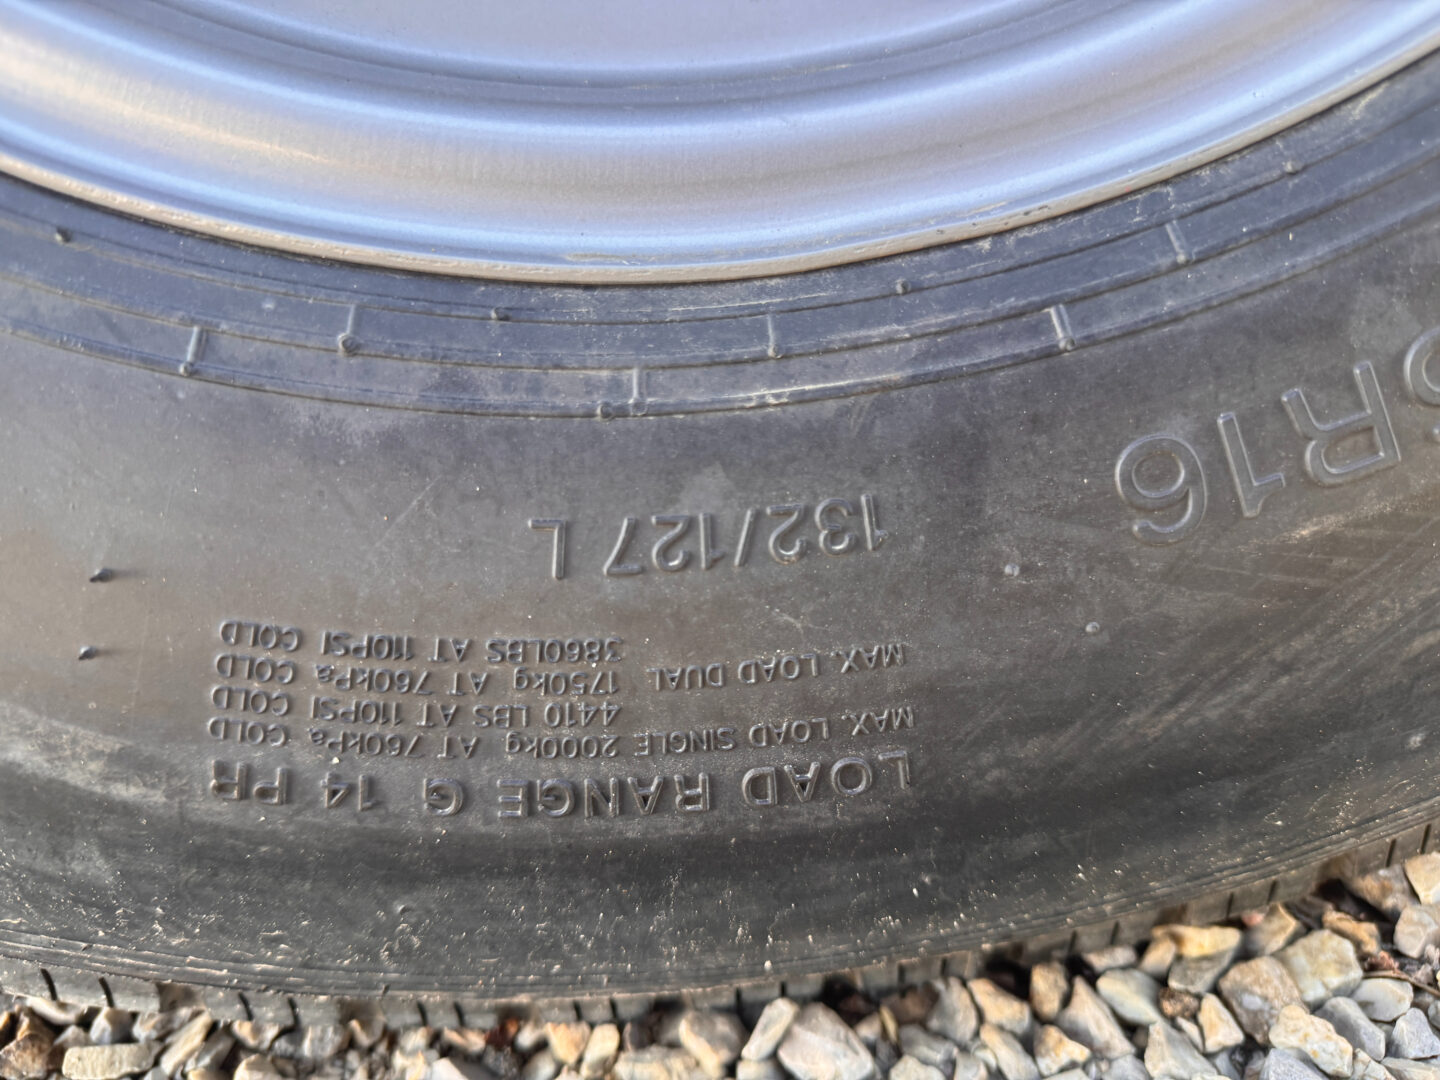 LOAD RANGE G 14 PR
MAX. LOAD SINGLE 2000kg AT 760kPa COLD
4410 LBS AT 110PSI COLD
MAX. LOAD DUAL 1750kg AT 760kPa COLD
3860LBS AT 110PSI COLD
132/127 L
R16